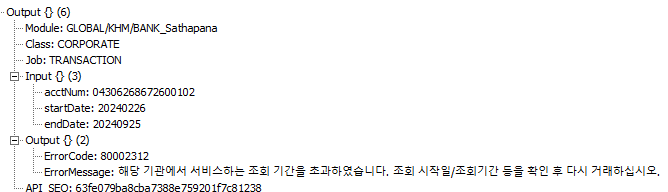 Output {} (6)
Module: GLOBAL/KHM/BANK_Sathapana
Class: CORPORATE
Job: TRANSACTION
Input {} (3)
acctNum: 04306268672600102
startDate: 20240226
endDate: 20240925
Output {} (2)
ErrorCode: 80002312
ErrorMessage: 해당 기관에서 서비스하는 조회 기간을 초과하였습니다. 조회 시작일/조회기간 등을 확인 후 다시 거래하십시오.
API_SEQ: 63fe079ba8cba7388e759201f7c81238